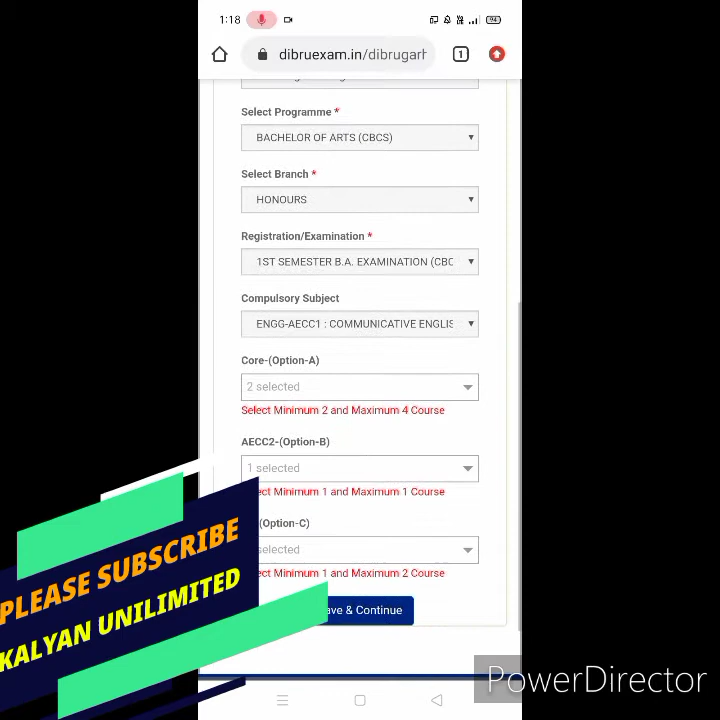 1:18
94
dibruexam.in/dibrugarh
1
Select Programme *
BACHELOR OF ARTS (CBCS)
Select Branch *
HONOURS
Registration/Examination *
1ST SEMESTER B.A. EXAMINATION (CBC
Compulsory Subject
ENGG-AECC1 : COMMUNICATIVE ENGLIS
Core-(Option-A)
2 selected
Select Minimum 2 and Maximum 4 Course
AECC2-(Option-B)
1 selected
ect Minimum 1 and Maximum 1 Course
(Option-C)
selected
ect Minimum 1 and Maximum 2 Course
ave & Continue
PLEASE SUBSCRIBE
KALYAN UNILIMITED
PowerDirector